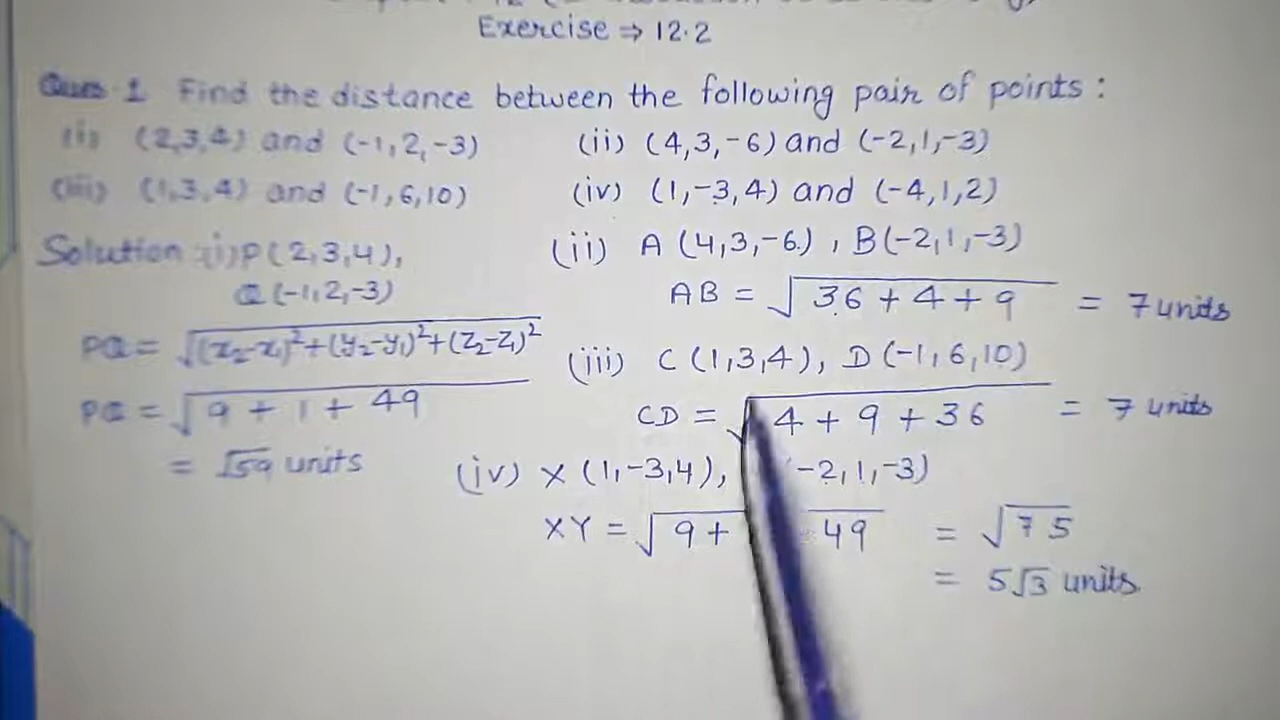 Exercise ⇒ 12.2
Ques 1 Find the distance between the following pair of points :
(i) (2,3,4) and (-1,2,-3) (ii) (4,3,-6) and (-2,1,-3)
(iii) (1,3,4) and (-1,6,10) (iv) (1,-3,4) and (-4,1,2)
Solution :(i) P(2,3,4),
Q(-1,2,-3)
PQ = √(x₂-x₁)²+(y₂-y₁)²+(z₂-z₁)²
PQ = √9 + 1 + 49
= √59 units
(ii) A (4,3,-6) , B(-2,1,-3)
AB = √36 + 4 + 9 = 7 units
(iii) C (1,3,4), D(-1,6,10)
CD = √4 + 9 + 36 = 7 units
(iv) X (1,-3,4), (-2,1,-3)
XY = √9 + 49 = √75
= 5√3 units